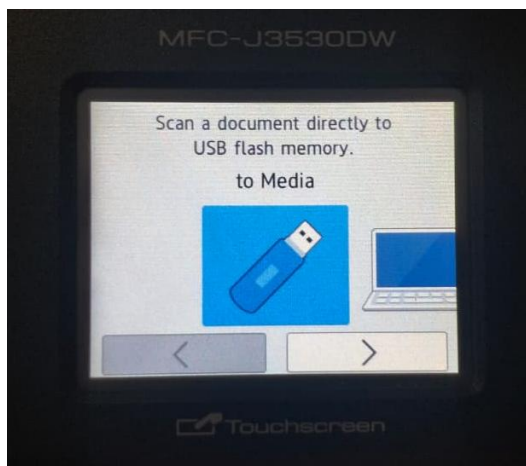 MFC-J3530DW
Scan a document directly to
USB flash memory.
to Media
<
>
Touchscreen